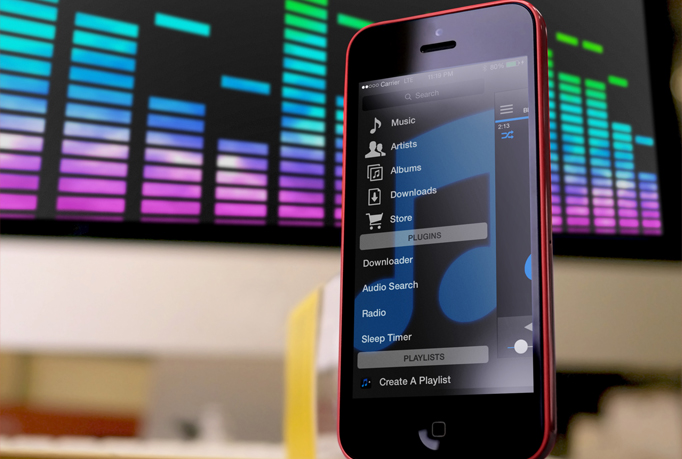 Carrier
Search
Music
2:13
Artists
Albums
Downloads
Store
PLUGINS
Downloader
Audio Search
Radio
Sleep Timer
PLAYLISTS
Create A Playlist